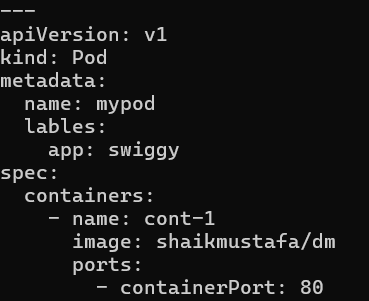 ---
apiVersion: v1
kind: Pod
metadata:
  name: mypod
  lables:
    app: swiggy
spec:
  containers:
    - name: cont-1
      image: shaikmustafa/dm
      ports:
        - containerPort: 80